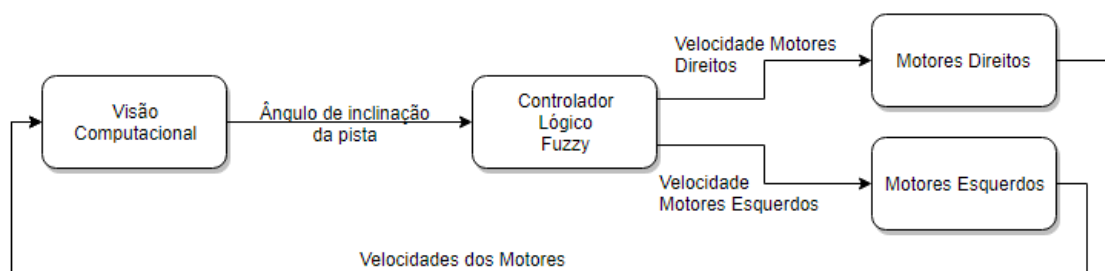 Visão
Computacional
Ângulo de inclinação
da pista
Controlador
Lógico
Fuzzy
Velocidade Motores
Direitos
Motores Direitos
Velocidade
Motores Esquerdos
Motores Esquerdos
Velocidades dos Motores